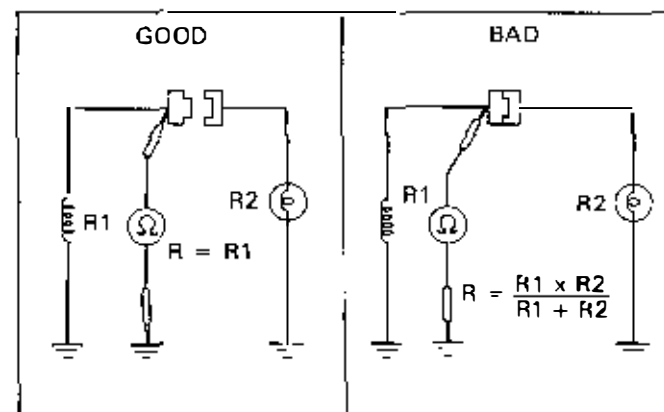 GOOD
R1
Ω
R2
R = R1
BAD
R1
Ω
R2
R = R1 x R2 / R1 + R2